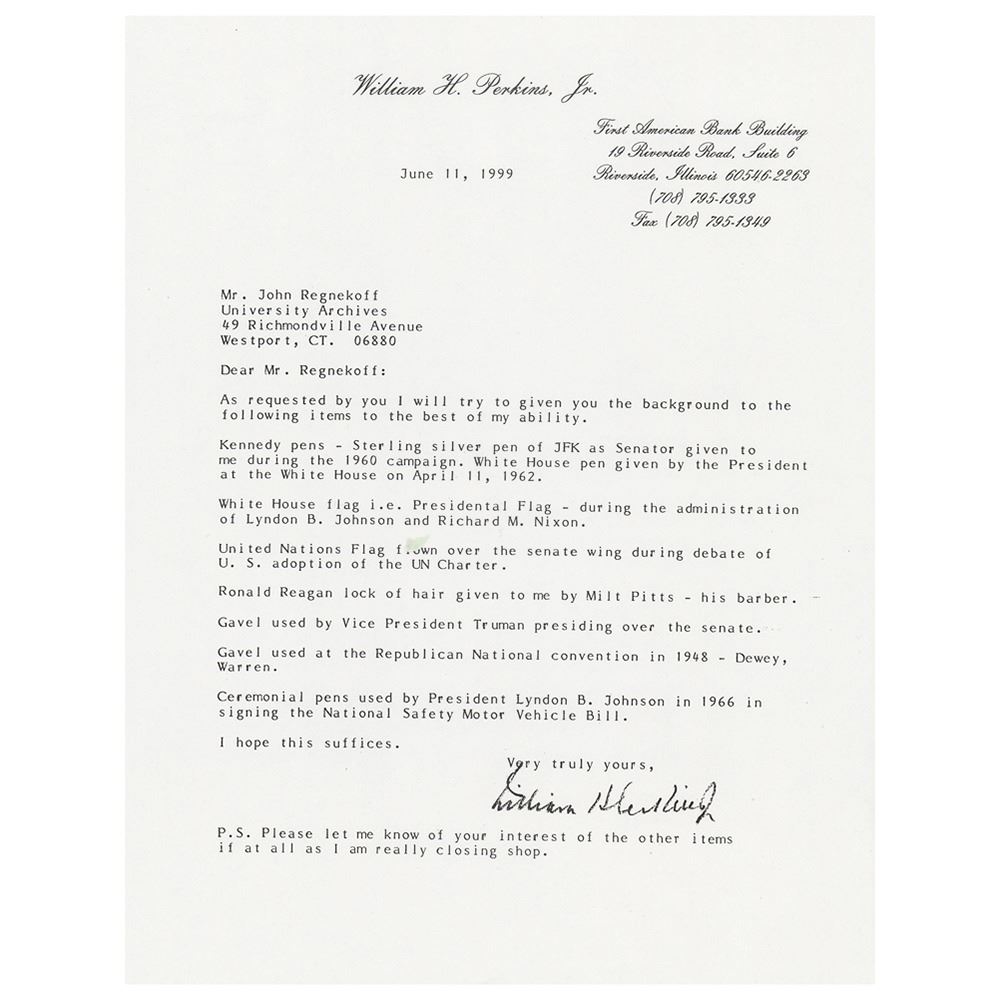 William H. Perkins, Jr.
First American Bank Building
19 Riverside Road, Suite 6
Riverside, Illinois 60546-2263
(708) 795-1333
Fax (708) 795-1349
June 11, 1999
Mr. John Regnekoff
University Archives
49 Richmondville Avenue
Westport, CT. 06880
Dear Mr. Regnekoff:
As requested by you I will try to given you the background to the
following items to the best of my ability.
Kennedy pens - Sterling silver pen of JFK as Senator given to
me during the 1960 campaign. White House pen given by the President
at the White House on April 11, 1962.
White House flag i.e. Presidental Flag - during the administration
of Lyndon B. Johnson and Richard M. Nixon.
United Nations Flag flown over the senate wing during debate of
U. S. adoption of the UN Charter.
Ronald Reagan lock of hair given to me by Milt Pitts - his barber.
Gavel used by Vice President Truman presiding over the senate.
Gavel used at the Republican National convention in 1948 - Dewey,
Warren.
Ceremonial pens used by President Lyndon B. Johnson in 1966 in
signing the National Safety Motor Vehicle Bill.
I hope this suffices.
Very truly yours,
William H Perkins Jr
P.S. Please let me know of your interest of the other items
if at all as I am really closing shop.